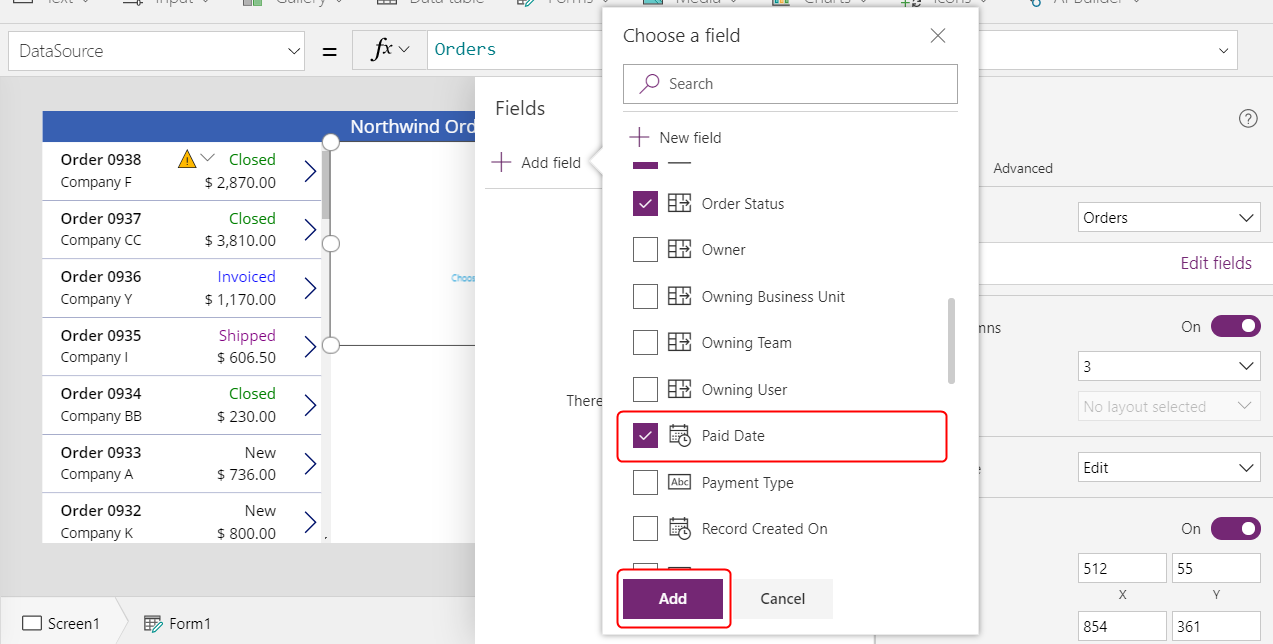 Text
Input
Gallery
Data table
Forms
Media
Charts
Icons
AI Builder
DataSource
=
fx
Orders
Northwind Ord
Order 0938
Closed
Company F
$ 2,870.00
Order 0937
Closed
Company CC
$ 3,810.00
Order 0936
Invoiced
Company Y
$ 1,170.00
Order 0935
Shipped
Company I
$ 606.50
Order 0934
Closed
Company BB
$ 230.00
Order 0933
New
Company A
$ 736.00
Order 0932
New
Company K
$ 800.00
Choos
Fields
Add field
There
Choose a field
Search
New field
Order Status
Owner
Owning Business Unit
Owning Team
Owning User
Paid Date
Abc
Payment Type
Record Created On
Add
Cancel
?
Advanced
Orders
Edit fields
mns
On
3
No layout selected
Edit
On
512
55
X
Y
854
361
Screen1
Form1